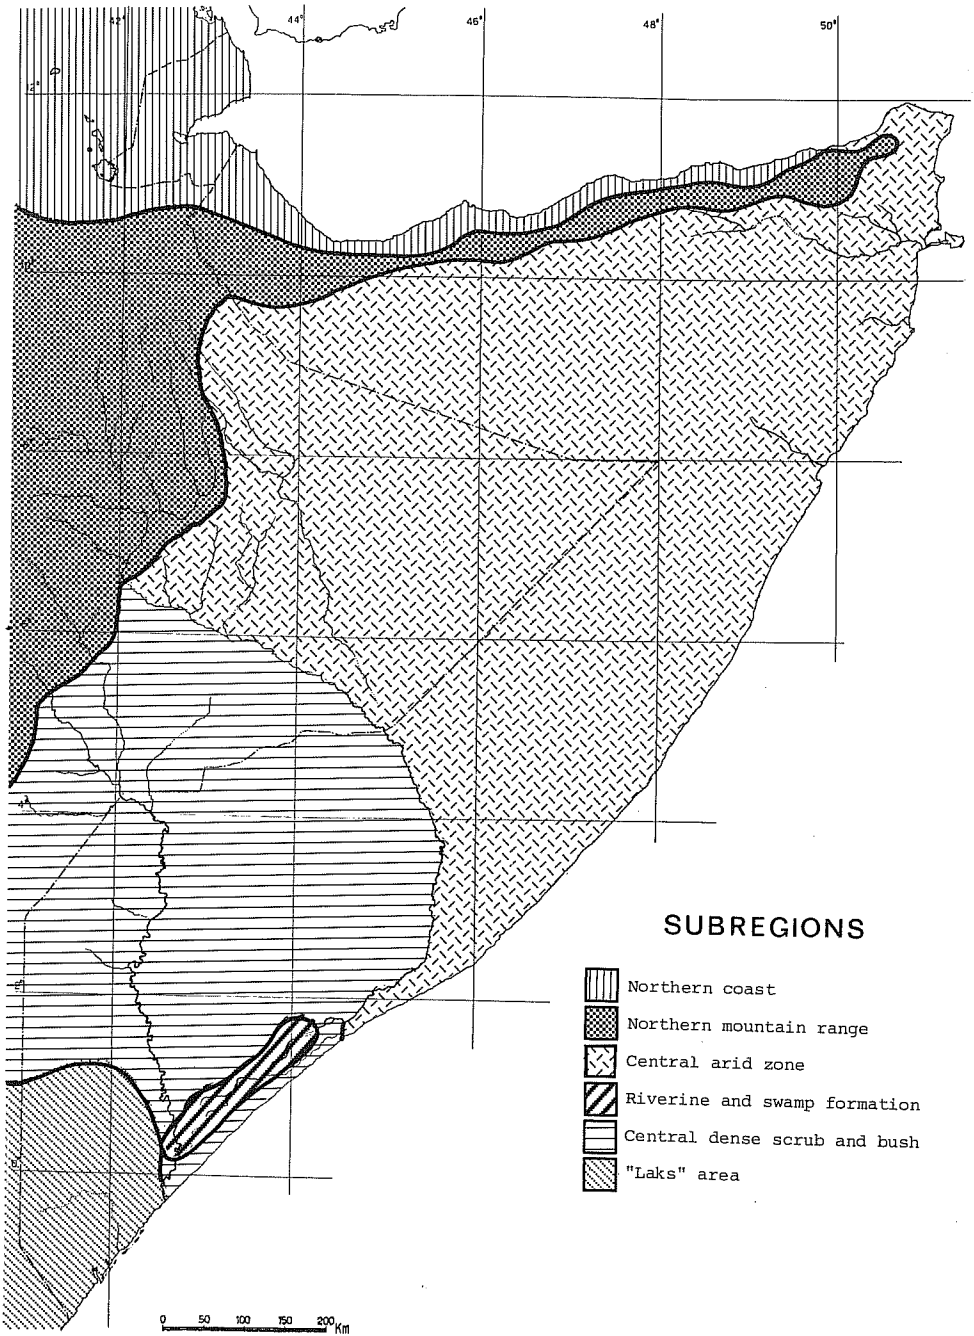 42° 44° 46° 48° 50°
12°
SUBREGIONS
Northern coast
Northern mountain range
Central arid zone
Riverine and swamp formation
Central dense scrub and bush
"Laks" area
0 50 100 150 200 Km